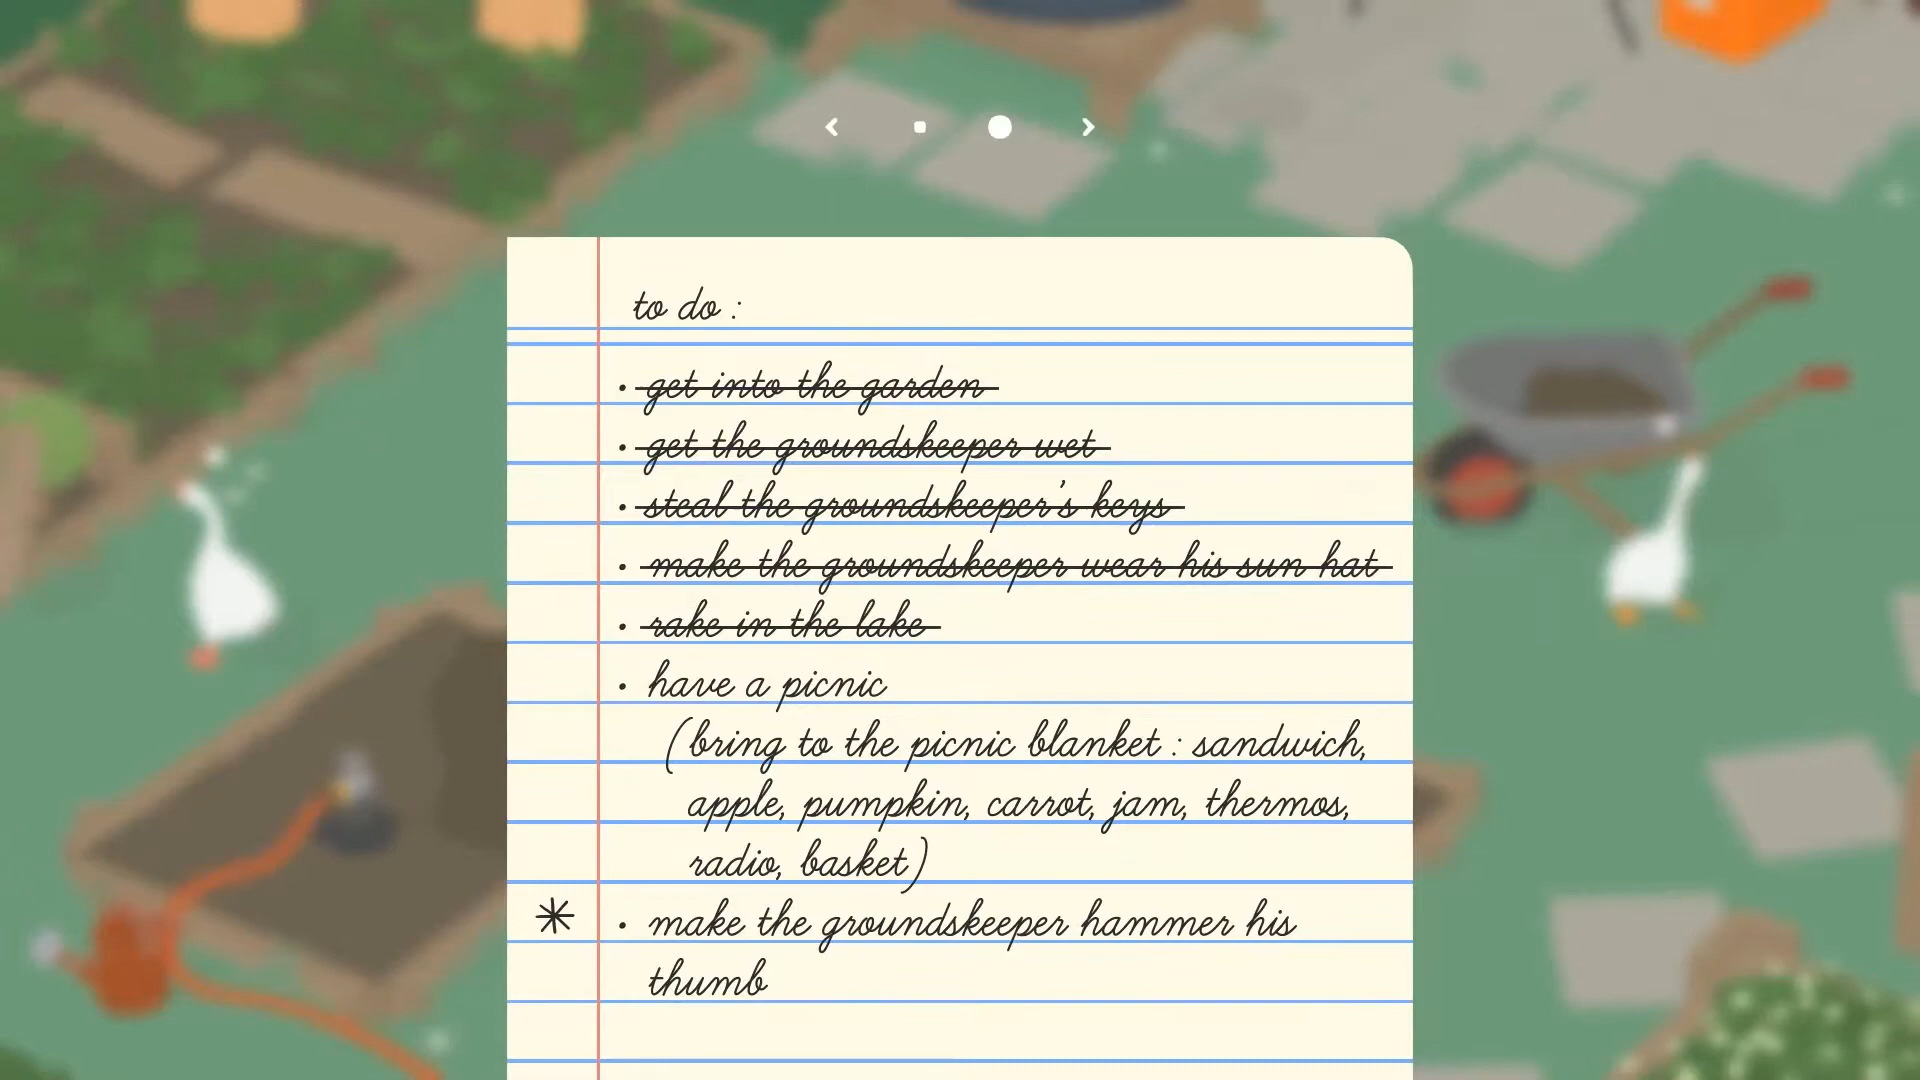 to do :
• get into the garden
• get the groundskeeper wet
• steal the groundskeeper's keys
• make the groundskeeper wear his sun hat
• rake in the lake
• have a picnic
(bring to the picnic blanket : sandwich,
apple, pumpkin, carrot, jam, thermos,
radio, basket)
* • make the groundskeeper hammer his
thumb